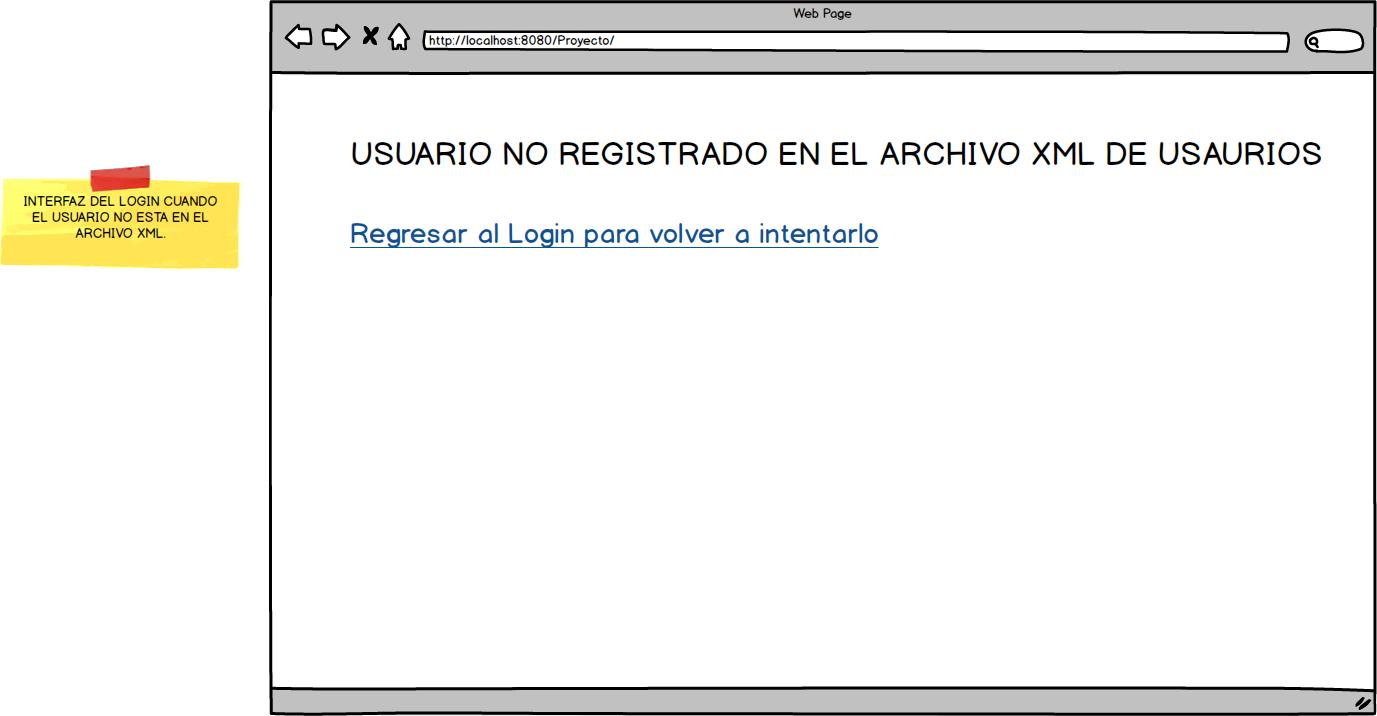 Web Page
http://localhost:8080/Proyecto/
USUARIO NO REGISTRADO EN EL ARCHIVO XML DE USAURIOS
Regresar al Login para volver a intentarlo
INTERFAZ DEL LOGIN CUANDO
EL USUARIO NO ESTA EN EL
ARCHIVO XML.